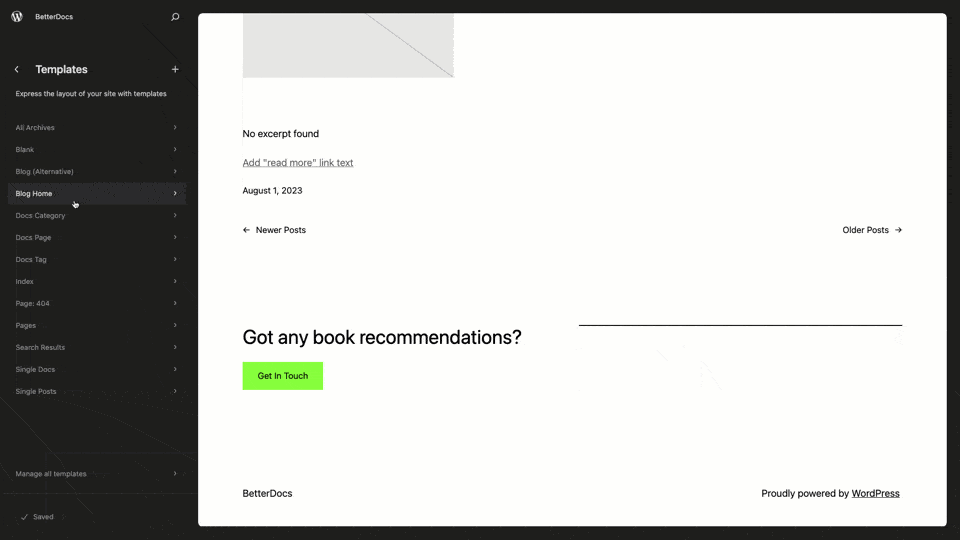 BetterDocs
Templates
Express the layout of your site with templates
All Archives
Blank
Blog (Alternative)
Blog Home
Docs Category
Docs Page
Docs Tag
Index
Page: 404
Pages
Search Results
Single Docs
Single Posts
Manage all templates
Saved
No excerpt found
Add "read more" link text
August 1, 2023
Newer Posts
Older Posts
Got any book recommendations?
Get In Touch
BetterDocs
Proudly powered by WordPress